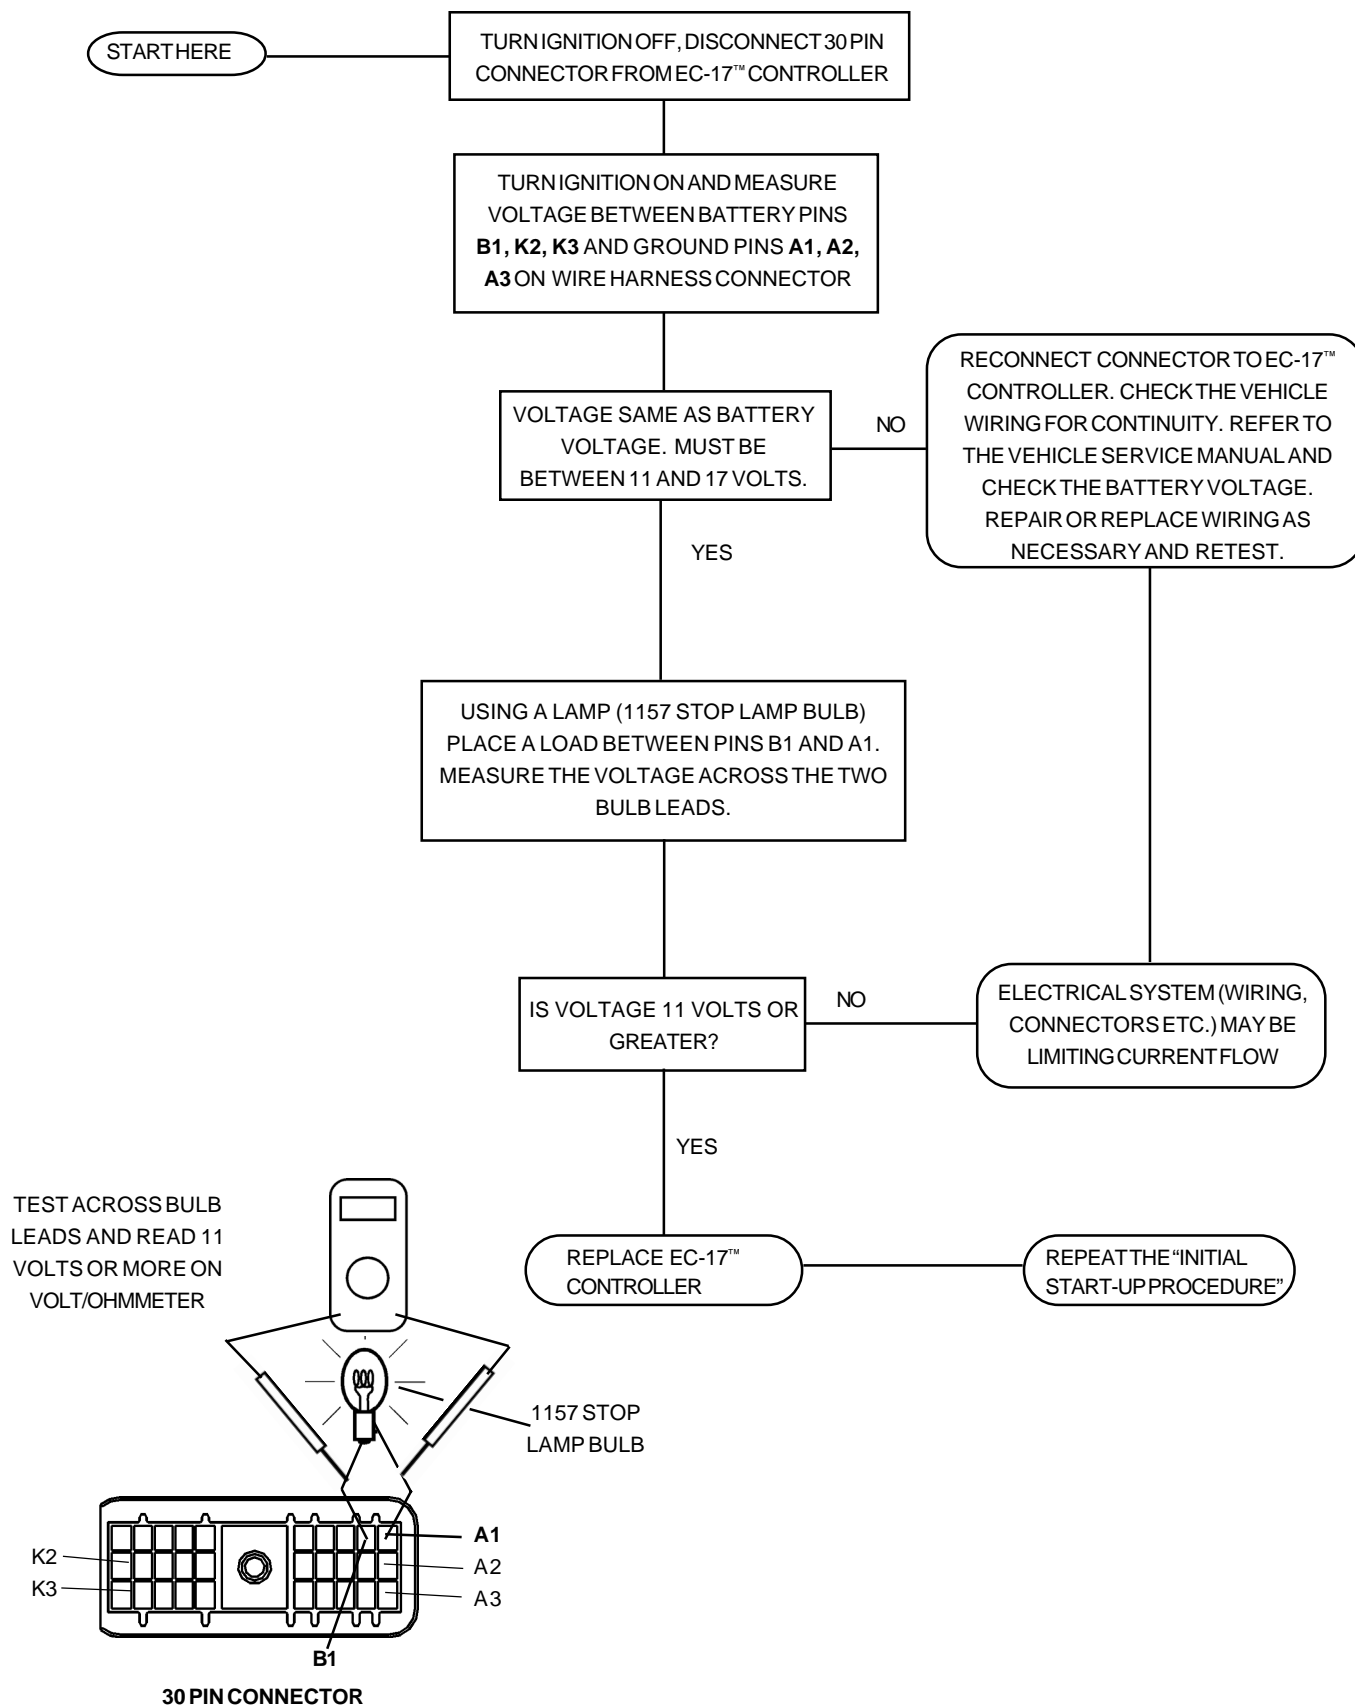 START HERE
TURN IGNITION OFF, DISCONNECT 30 PIN
CONNECTOR FROM EC-17™ CONTROLLER
TURN IGNITION ON AND MEASURE
VOLTAGE BETWEEN BATTERY PINS
B1, K2, K3 AND GROUND PINS A1, A2,
A3 ON WIRE HARNESS CONNECTOR
VOLTAGE SAME AS BATTERY
VOLTAGE. MUST BE
BETWEEN 11 AND 17 VOLTS.
NO
RECONNECT CONNECTOR TO EC-17™
CONTROLLER. CHECK THE VEHICLE
WIRING FOR CONTINUITY. REFER TO
THE VEHICLE SERVICE MANUAL AND
CHECK THE BATTERY VOLTAGE.
REPAIR OR REPLACE WIRING AS
NECESSARY AND RETEST.
YES
USING A LAMP (1157 STOP LAMP BULB)
PLACE A LOAD BETWEEN PINS B1 AND A1.
MEASURE THE VOLTAGE ACROSS THE TWO
BULB LEADS.
IS VOLTAGE 11 VOLTS OR
GREATER?
NO
ELECTRICAL SYSTEM (WIRING,
CONNECTORS ETC.) MAY BE
LIMITING CURRENT FLOW
YES
REPLACE EC-17™
CONTROLLER
REPEAT THE “INITIAL
START-UP PROCEDURE”
TEST ACROSS BULB
LEADS AND READ 11
VOLTS OR MORE ON
VOLT/OHMMETER
1157 STOP
LAMP BULB
K2
K3
A1
A2
A3
B1
30 PIN CONNECTOR